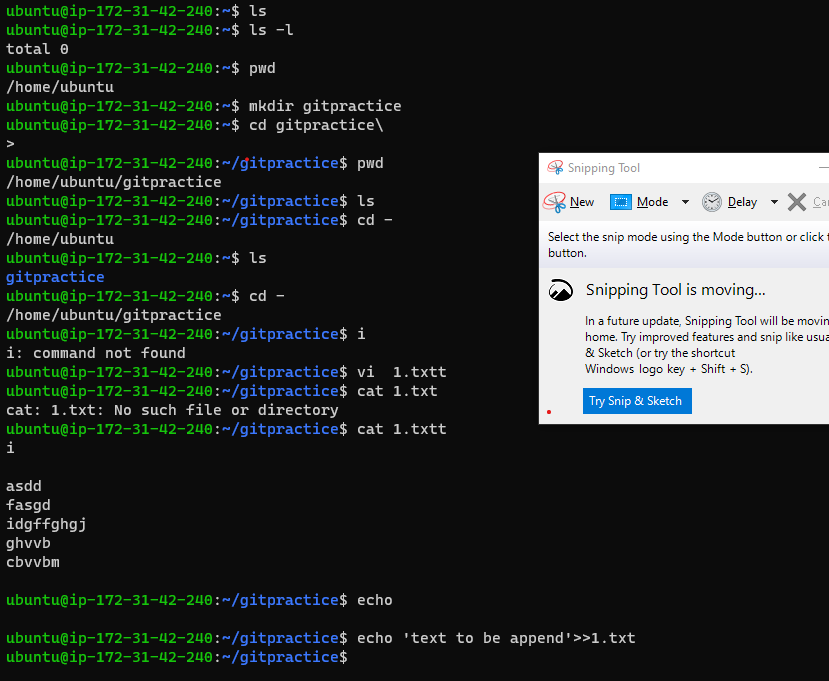 ubuntu@ip-172-31-42-240:~$ ls
ubuntu@ip-172-31-42-240:~$ ls -l
total 0
ubuntu@ip-172-31-42-240:~$ pwd
/home/ubuntu
ubuntu@ip-172-31-42-240:~$ mkdir gitpractice
ubuntu@ip-172-31-42-240:~$ cd gitpractice\
>
ubuntu@ip-172-31-42-240:~/gitpractice$ pwd
/home/ubuntu/gitpractice
ubuntu@ip-172-31-42-240:~/gitpractice$ ls
ubuntu@ip-172-31-42-240:~/gitpractice$ cd -
/home/ubuntu
ubuntu@ip-172-31-42-240:~$ ls
gitpractice
ubuntu@ip-172-31-42-240:~$ cd -
/home/ubuntu/gitpractice
ubuntu@ip-172-31-42-240:~/gitpractice$ i
i: command not found
ubuntu@ip-172-31-42-240:~/gitpractice$ vi  1.txtt
ubuntu@ip-172-31-42-240:~/gitpractice$ cat 1.txt
cat: 1.txt: No such file or directory
ubuntu@ip-172-31-42-240:~/gitpractice$ cat 1.txtt
i
asdd
fasgd
idgffghgj
ghvvb
cbvvbm
ubuntu@ip-172-31-42-240:~/gitpractice$ echo
ubuntu@ip-172-31-42-240:~/gitpractice$ echo 'text to be append'>>1.txt
ubuntu@ip-172-31-42-240:~/gitpractice$
Snipping Tool
New Mode Delay Ca
Select the snip mode using the Mode button or click t
button.
Snipping Tool is moving...
In a future update, Snipping Tool will be movin
home. Try improved features and snip like usua
& Sketch (or try the shortcut
Windows logo key + Shift + S).
Try Snip & Sketch